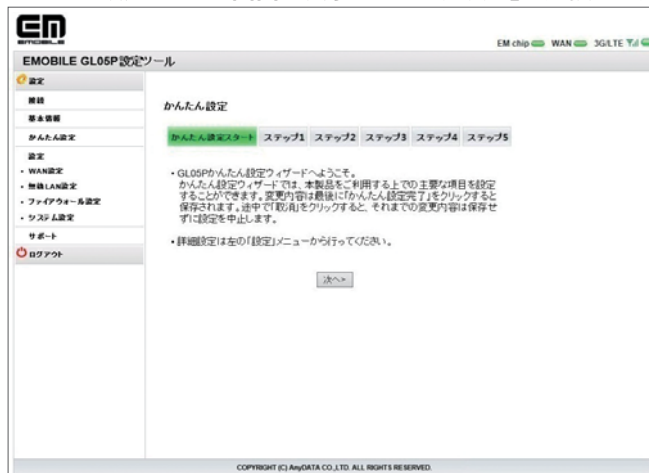 EM
EMOBILE
EM chip WAN 3G/LTE
EMOBILE GL05P設定ツール
設定
接続
基本情報
かんたん設定
設定
・WAN設定
・無線LAN設定
・ファイアウォール設定
・システム設定
サポート
ログアウト
かんたん設定
かんたん設定スタート ステップ1 ステップ2 ステップ3 ステップ4 ステップ5
・GL05Pかんたん設定ウィザードへようこそ。
かんたん設定ウィザードでは、本製品をご利用する上での主要な項目を設定
することができます。変更内容は最後に「かんたん設定完了」をクリックすると
保存されます。途中で「取消」をクリックすると、それまでの変更内容は保存せ
ずに設定を中止します。
・詳細設定は左の「設定」メニューから行ってください。
次へ>
COPYRIGHT (C) AnyDATA CO.,LTD. ALL RIGHTS RESERVED.